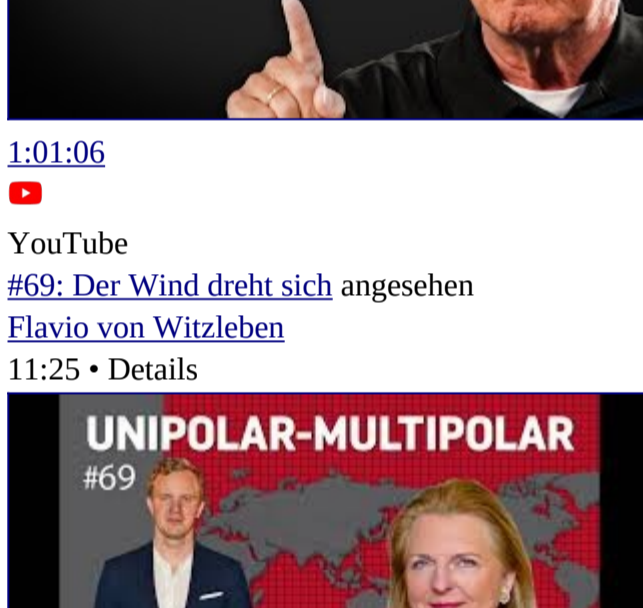 1:01:06
YouTube
#69: Der Wind dreht sich angesehen
Flavio von Witzleben
11:25 • Details
UNIPOLAR-MULTIPOLAR
#69